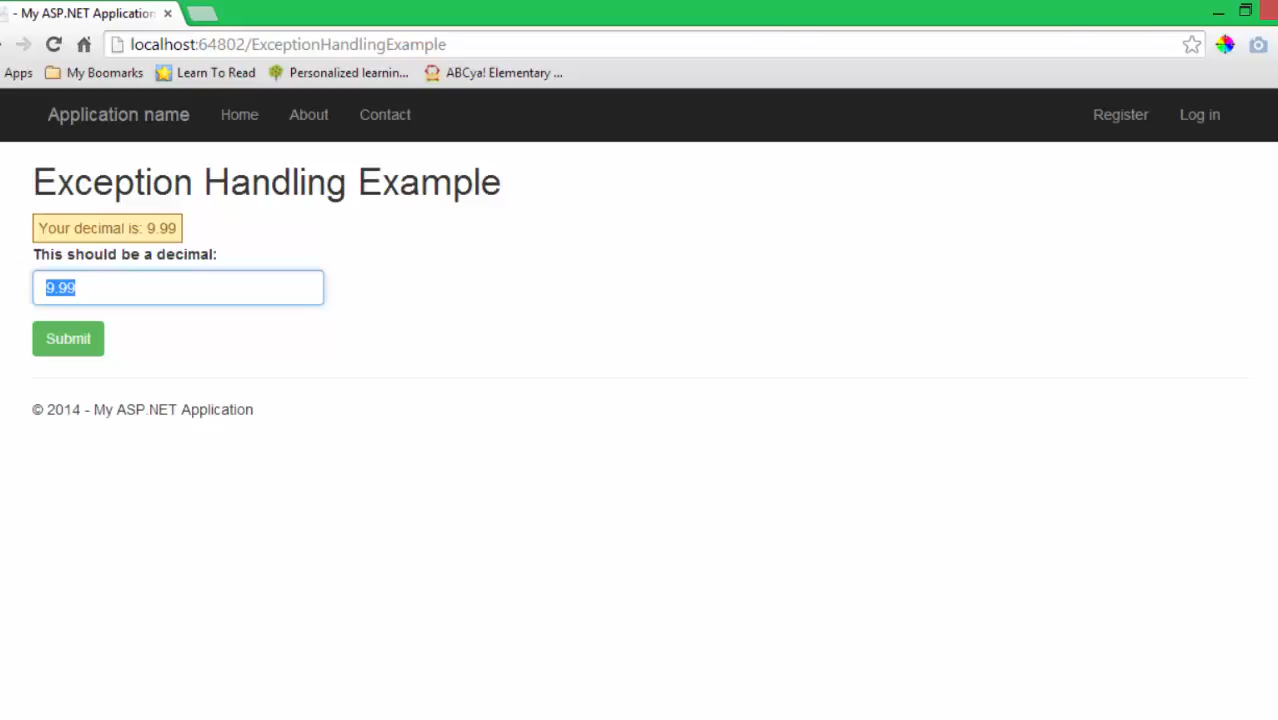 - My ASP.NET Application
localhost:64802/ExceptionHandlingExample
Apps My Boomarks Learn To Read Personalized learnin... ABCya! Elementary ...
Application name Home About Contact Register Log in
Exception Handling Example
Your decimal is: 9.99
This should be a decimal:
9.99
Submit
© 2014 - My ASP.NET Application